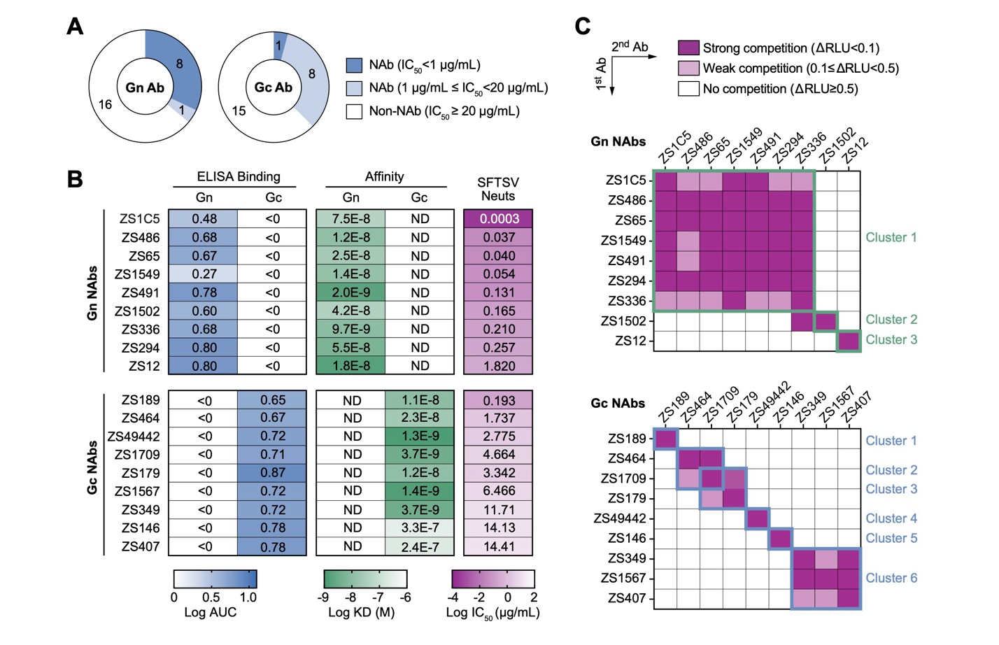 A
8
1
16
Gn Ab
1
8
15
Gc Ab
NAb (IC50<1 µg/mL)
NAb (1 µg/mL ≤ IC50<20 µg/mL)
Non-NAb (IC50 ≥ 20 µg/mL)
B
ELISA Binding Affinity SFTSV Neuts
Gn Gc Gn Gc
Gn NAbs
ZS1C5 0.48 <0 7.5E-8 ND 0.0003
ZS486 0.68 <0 1.2E-8 ND 0.037
ZS65 0.67 <0 2.5E-8 ND 0.040
ZS1549 0.27 <0 1.4E-8 ND 0.054
ZS491 0.78 <0 2.0E-9 ND 0.131
ZS1502 0.60 <0 4.2E-8 ND 0.165
ZS336 0.68 <0 9.7E-9 ND 0.210
ZS294 0.80 <0 5.5E-8 ND 0.257
ZS12 0.80 <0 1.8E-8 ND 1.820
Gc NAbs
ZS189 <0 0.65 ND 1.1E-8 0.193
ZS464 <0 0.67 ND 2.3E-8 1.737
ZS49442 <0 0.72 ND 1.3E-9 2.775
ZS1709 <0 0.71 ND 3.7E-9 4.664
ZS179 <0 0.87 ND 1.2E-8 3.342
ZS1567 <0 0.72 ND 1.4E-9 6.466
ZS349 <0 0.72 ND 3.7E-9 11.71
ZS146 <0 0.78 ND 3.3E-7 14.13
ZS407 <0 0.78 ND 2.4E-7 14.41
0 0.5 1.0
Log AUC
-9 -8 -7 -6
Log KD (M)
-4 -2 0 2
Log IC50 (µg/mL)
C
2nd Ab
1st Ab
Strong competition (ΔRLU<0.1)
Weak competition (0.1≤ΔRLU<0.5)
No competition (ΔRLU≥0.5)
Gn NAbs
ZS1C5 ZS486 ZS65 ZS1549 ZS491 ZS294 ZS336 ZS1502 ZS12
ZS1C5
ZS486
ZS65
ZS1549
ZS491
ZS294
ZS336
ZS1502
ZS12
Cluster 1
Cluster 2
Cluster 3
Gc NAbs
ZS189 ZS464 ZS1709 ZS179 ZS49442 ZS146 ZS349 ZS1567 ZS407
ZS189
ZS464
ZS1709
ZS179
ZS49442
ZS146
ZS349
ZS1567
ZS407
Cluster 1
Cluster 2
Cluster 3
Cluster 4
Cluster 5
Cluster 6